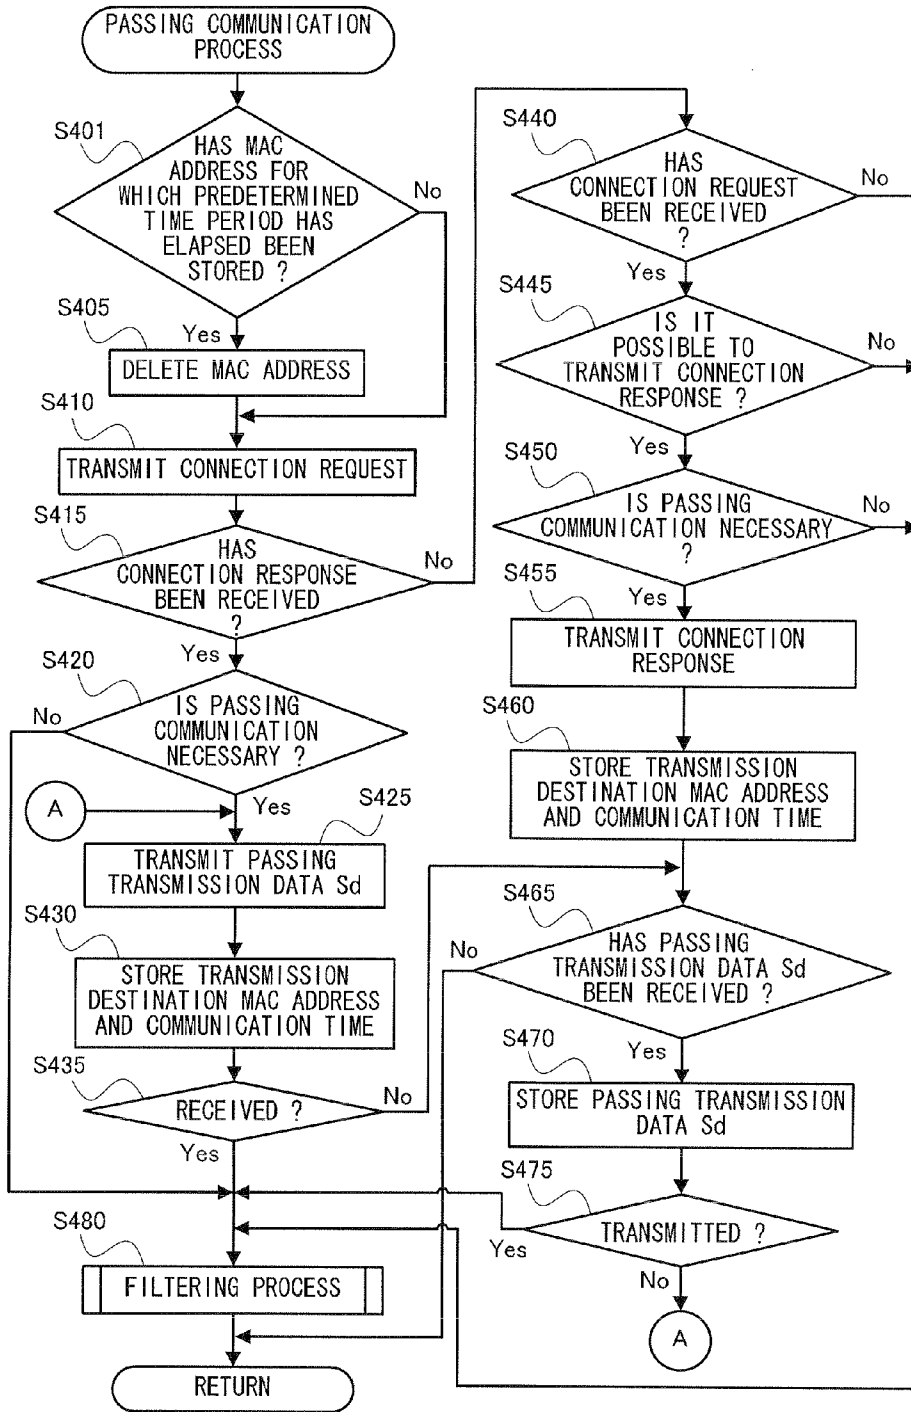 PASSING COMMUNICATION
PROCESS
S401
HAS MAC
ADDRESS FOR
WHICH PREDETERMINED
TIME PERIOD HAS
ELAPSED BEEN
STORED ?
No
S405
Yes
DELETE MAC ADDRESS
S410
TRANSMIT CONNECTION REQUEST
S415
HAS
CONNECTION RESPONSE
BEEN RECEIVED
?
No
Yes
S420
IS PASSING
COMMUNICATION
NECESSARY ?
No
A
Yes
S425
TRANSMIT PASSING
TRANSMISSION DATA Sd
S430
STORE TRANSMISSION
DESTINATION MAC ADDRESS
AND COMMUNICATION TIME
S435
RECEIVED ?
No
Yes
S480
FILTERING PROCESS
RETURN
S440
HAS
CONNECTION REQUEST
BEEN RECEIVED
?
No
Yes
S445
IS IT
POSSIBLE TO
TRANSMIT CONNECTION
RESPONSE ?
No
Yes
S450
IS PASSING
COMMUNICATION NECESSARY
?
No
Yes
S455
TRANSMIT CONNECTION
RESPONSE
S460
STORE TRANSMISSION
DESTINATION MAC ADDRESS
AND COMMUNICATION TIME
S465
HAS PASSING
TRANSMISSION DATA Sd
BEEN RECEIVED ?
No
Yes
S470
STORE PASSING TRANSMISSION
DATA Sd
S475
TRANSMITTED ?
Yes
No
A